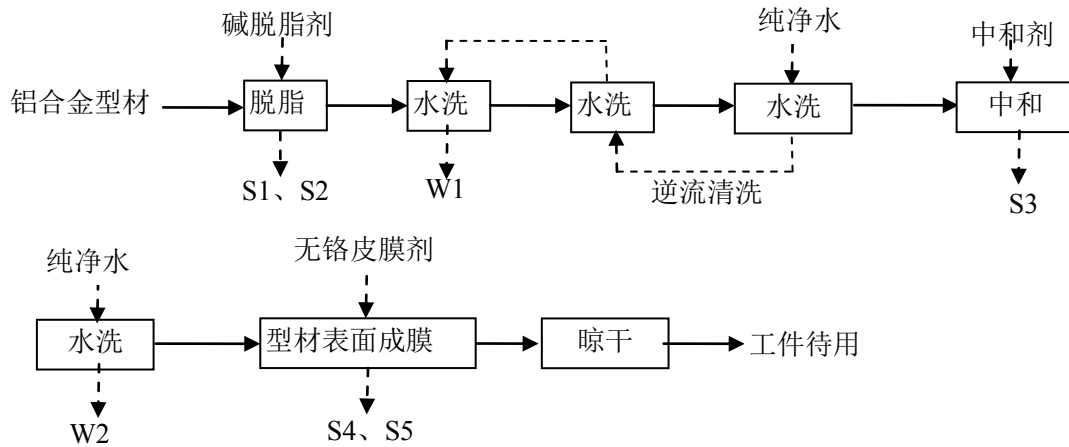 碱脱脂剂
纯净水
中和剂
铝合金型材
脱脂
水洗
水洗
水洗
中和
S1、S2
W1
逆流清洗
S3
纯净水
无铬皮膜剂
水洗
型材表面成膜
晾干
工件待用
W2
S4、S5